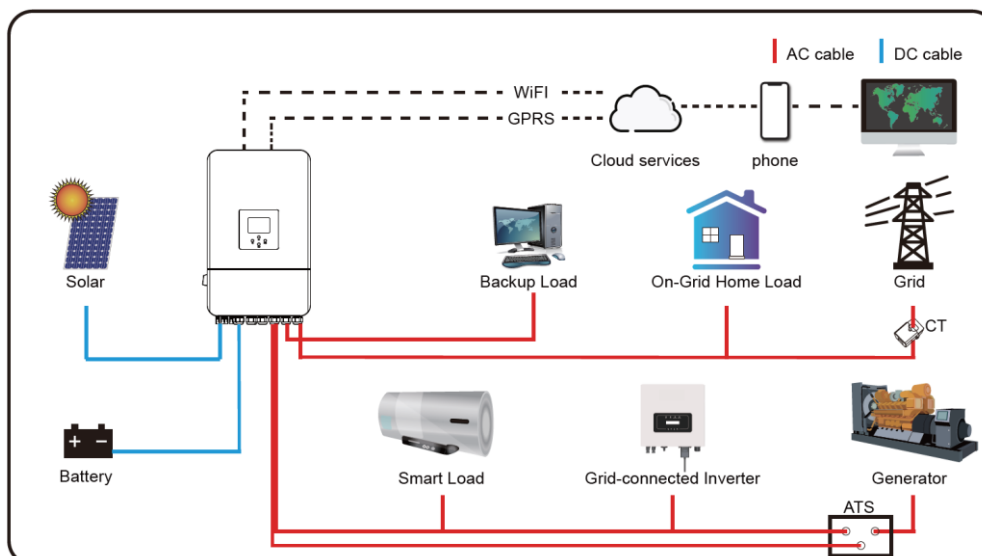 AC cable
DC cable
WiFI
GPRS
Cloud services
phone
Solar
Backup Load
On-Grid Home Load
Grid
CT
Battery
Smart Load
Grid-connected Inverter
Generator
ATS